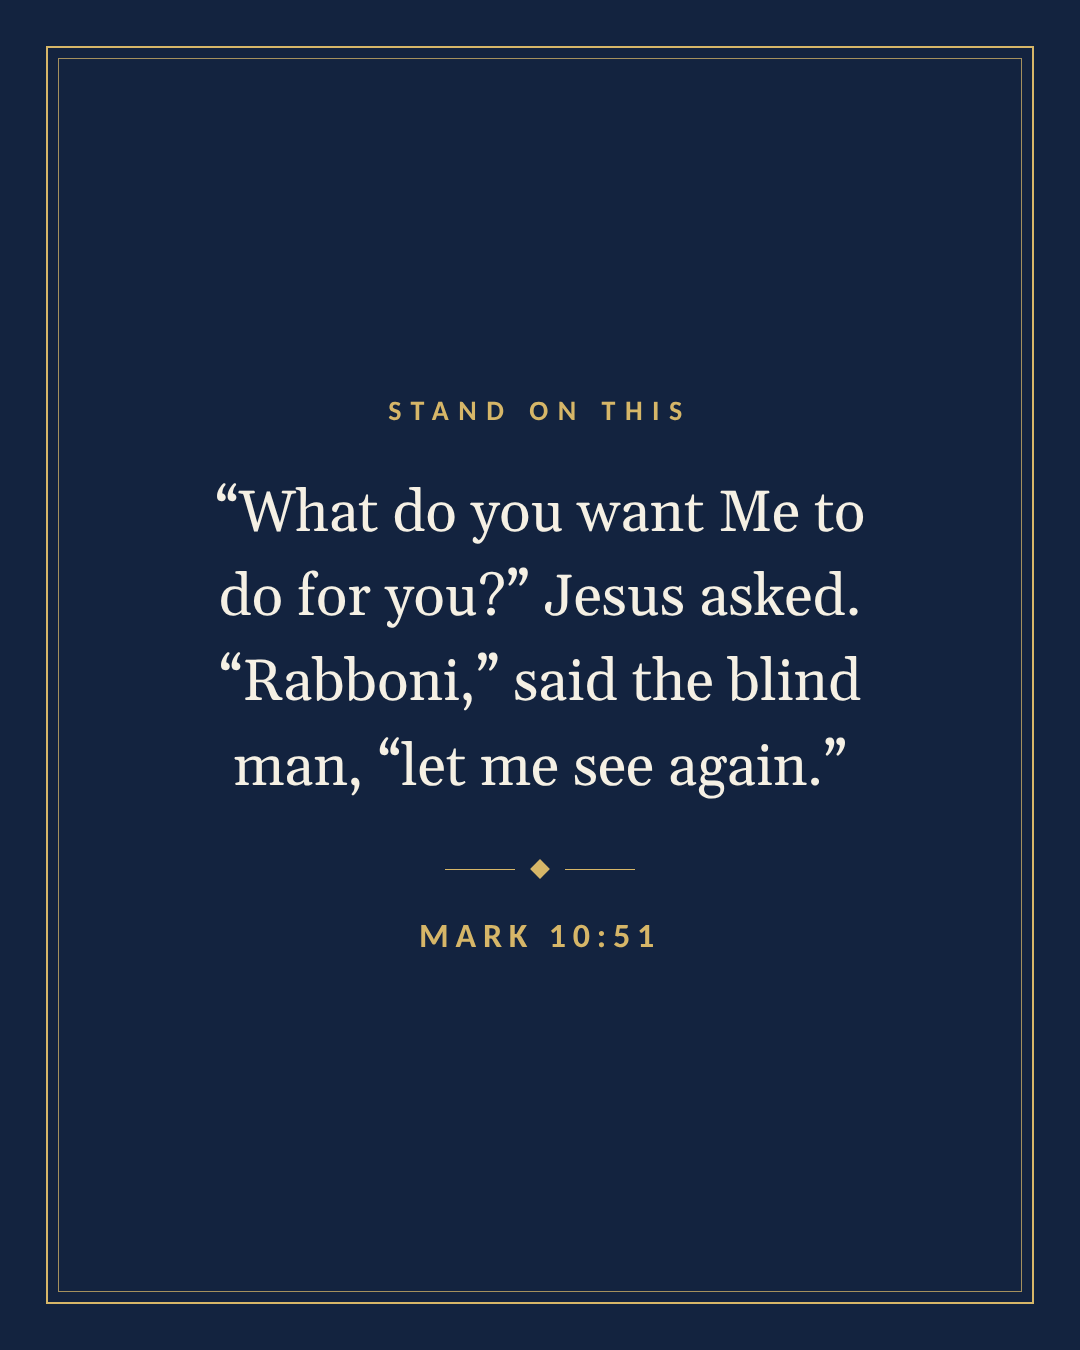 STAND ON THIS
“What do you want Me to
do for you?” Jesus asked.
“Rabboni,” said the blind
man, “let me see again.”
MARK 10:51